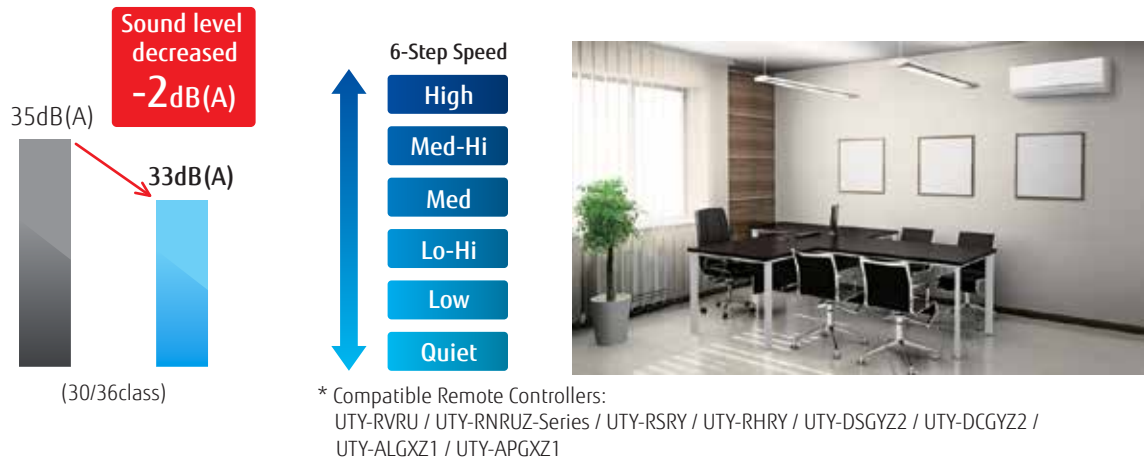 Sound level
decreased
-2dB(A)
35dB(A)
33dB(A)
(30/36class)
6-Step Speed
High
Med-Hi
Med
Lo-Hi
Low
Quiet
* Compatible Remote Controllers:
UTY-RVRU / UTY-RNRUZ-Series / UTY-RSRY / UTY-RHRY / UTY-DSGYZ2 / UTY-DCGYZ2 /
UTY-ALGXZ1 / UTY-APGXZ1